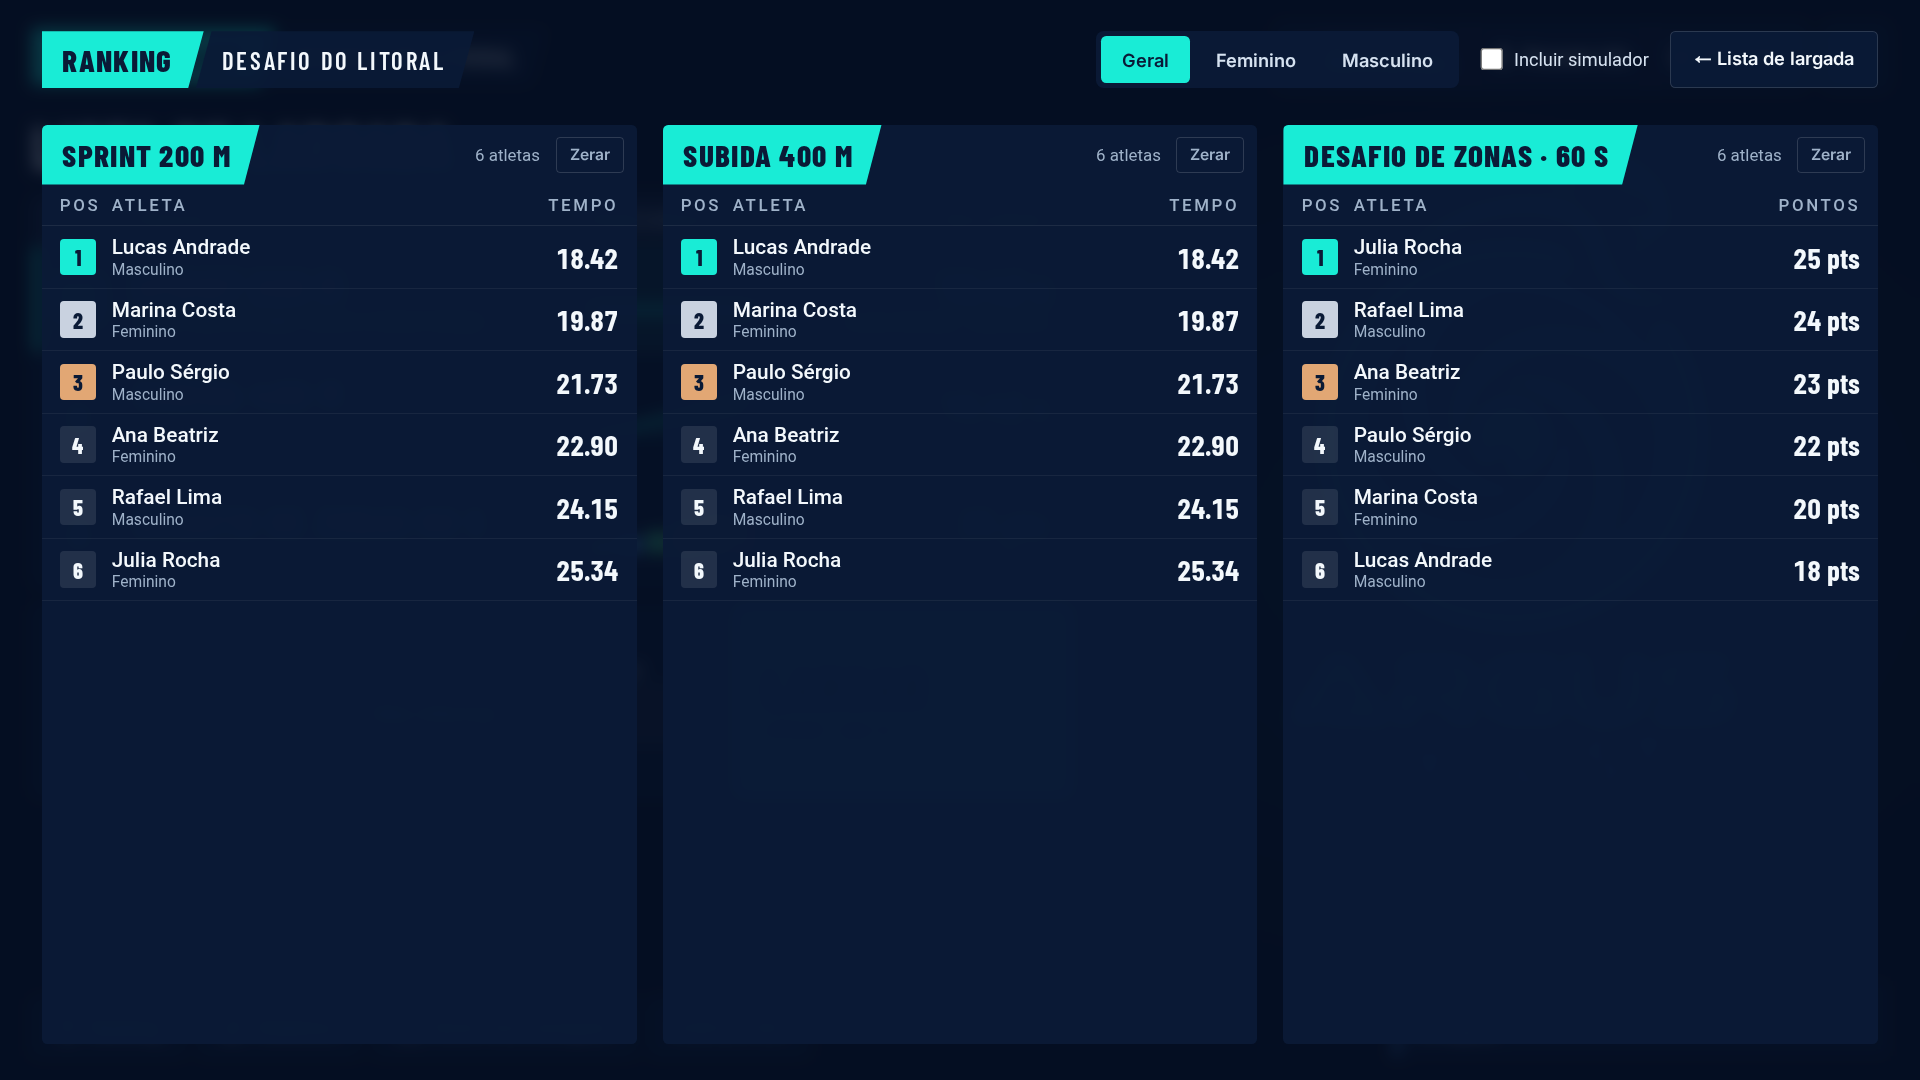 RANKING DESAFIO DO LITORAL
Geral Feminino Masculino Incluir simulador ← Lista de largada
SPRINT 200 M 6 atletas Zerar
POS ATLETA TEMPO
1 Lucas Andrade 18.42
Masculino
2 Marina Costa 19.87
Feminino
3 Paulo Sérgio 21.73
Masculino
4 Ana Beatriz 22.90
Feminino
5 Rafael Lima 24.15
Masculino
6 Julia Rocha 25.34
Feminino
SUBIDA 400 M 6 atletas Zerar
POS ATLETA TEMPO
1 Lucas Andrade 18.42
Masculino
2 Marina Costa 19.87
Feminino
3 Paulo Sérgio 21.73
Masculino
4 Ana Beatriz 22.90
Feminino
5 Rafael Lima 24.15
Masculino
6 Julia Rocha 25.34
Feminino
DESAFIO DE ZONAS · 60 S 6 atletas Zerar
POS ATLETA PONTOS
1 Julia Rocha 25 pts
Feminino
2 Rafael Lima 24 pts
Masculino
3 Ana Beatriz 23 pts
Feminino
4 Paulo Sérgio 22 pts
Masculino
5 Marina Costa 20 pts
Feminino
6 Lucas Andrade 18 pts
Masculino